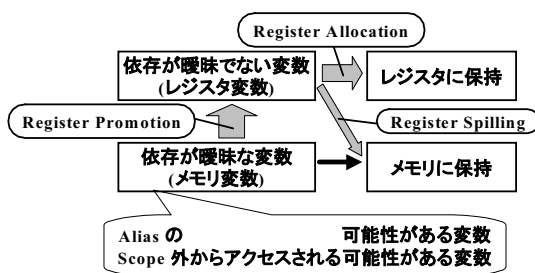 Register Allocation
依存が曖昧でない変数
(レジスタ変数)
レジスタに保持
Register Promotion
Register Spilling
依存が曖昧な変数
(メモリ変数)
メモリに保持
Alias の 可能性がある変数
Scope 外からアクセスされる可能性がある変数